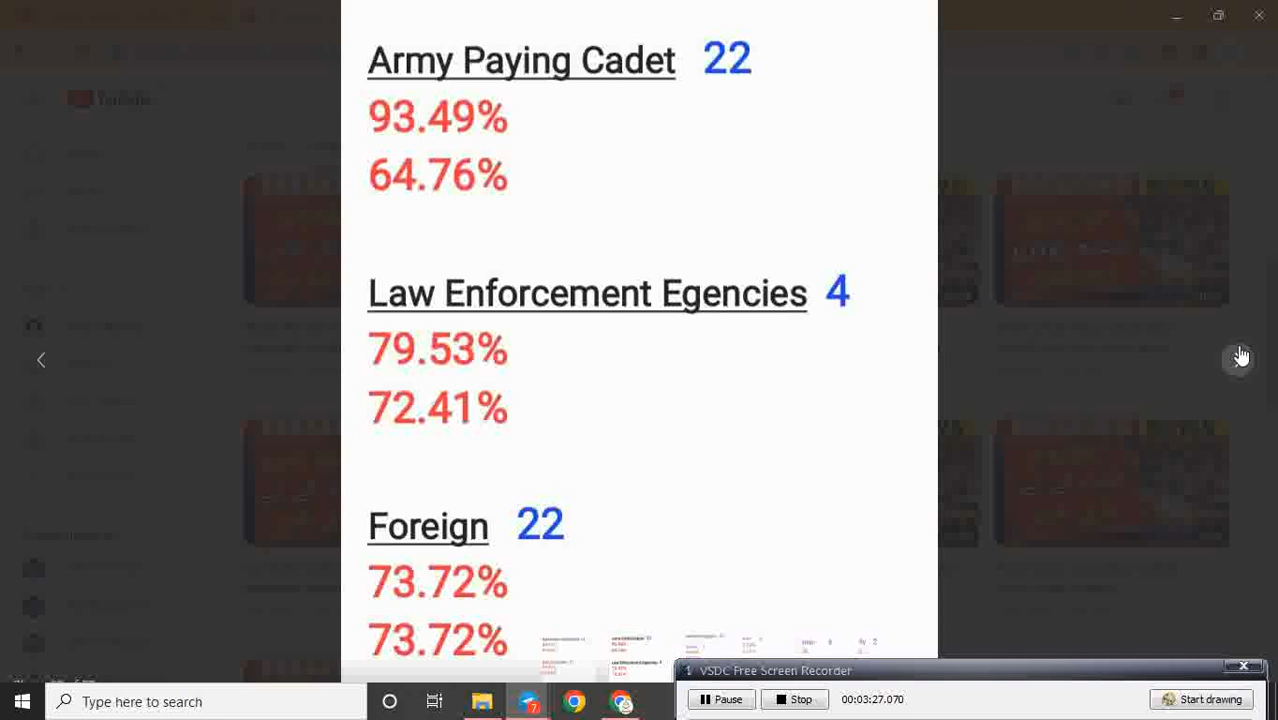 Army Paying Cadet 22
93.49%
64.76%
Law Enforcement Egencies 4
79.53%
72.41%
Foreign 22
73.72%
73.72%
VSDC Free Screen Recorder
Pause
Stop
00:03:27.070
Start drawing
Type here to search
7